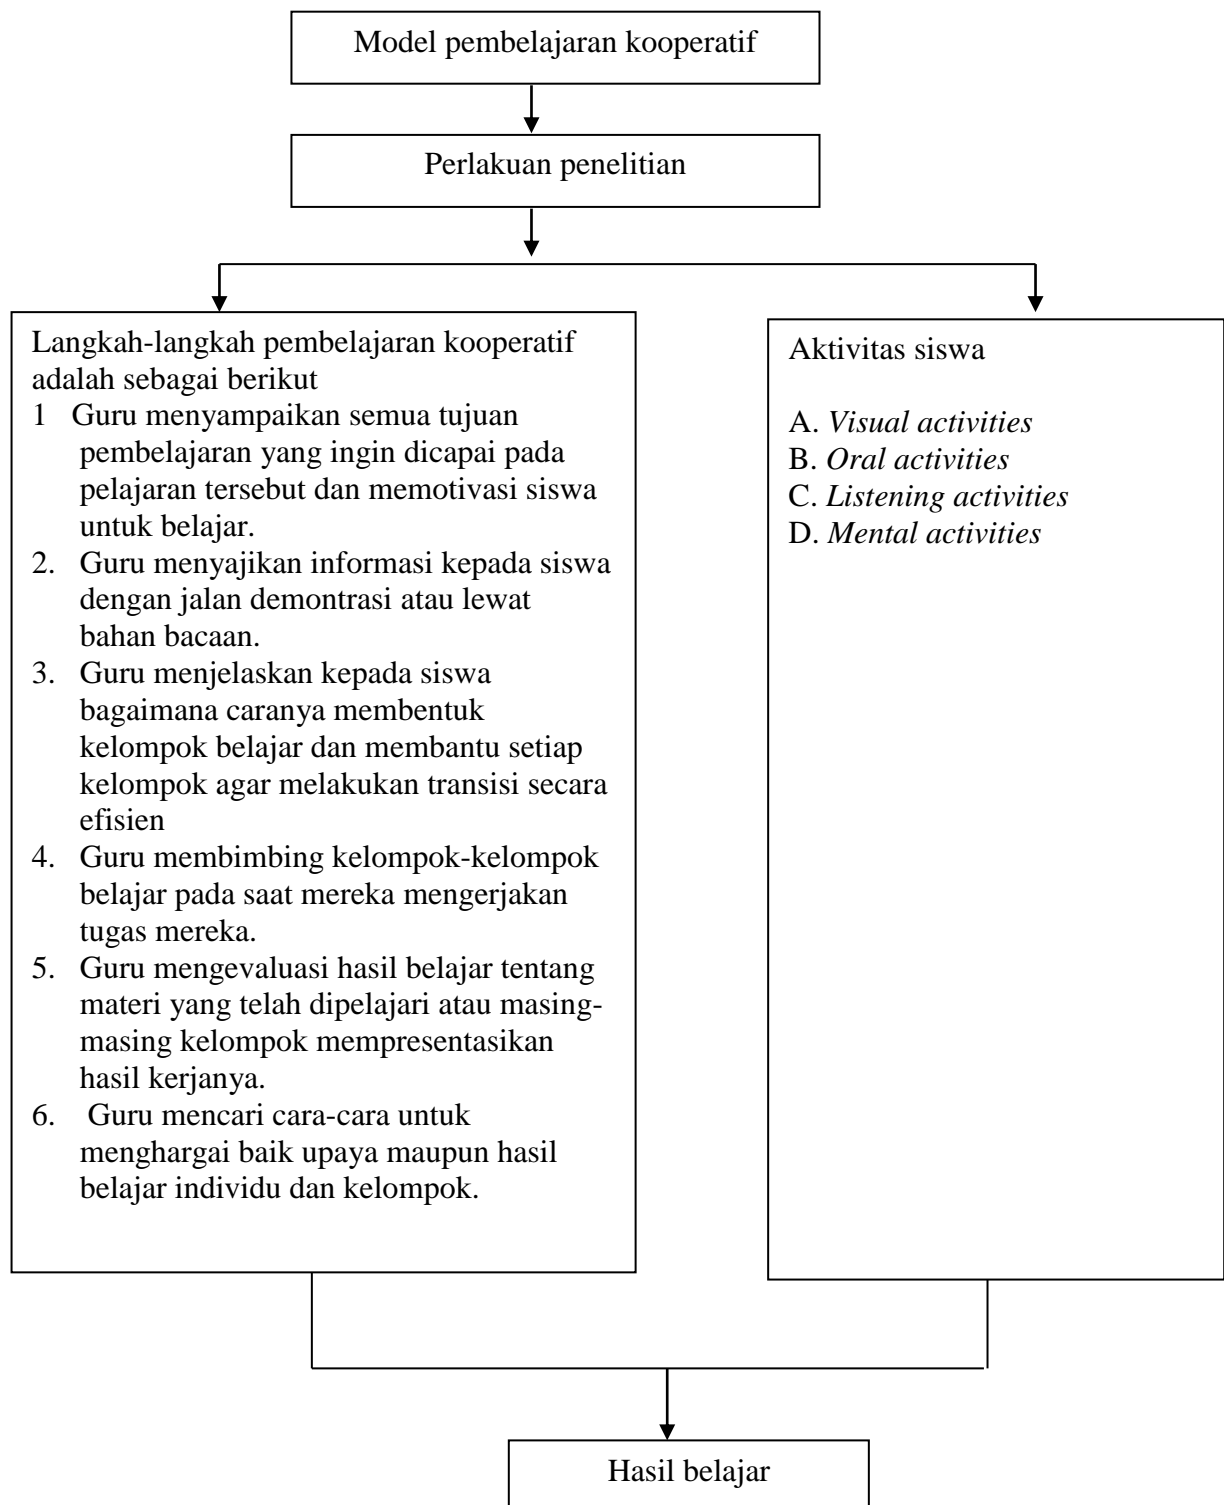 Model pembelajaran kooperatif
Perlakuan penelitian
Langkah-langkah pembelajaran kooperatif
adalah sebagai berikut
1 Guru menyampaikan semua tujuan
pembelajaran yang ingin dicapai pada
pelajaran tersebut dan memotivasi siswa
untuk belajar.
2. Guru menyajikan informasi kepada siswa
dengan jalan demontrasi atau lewat
bahan bacaan.
3. Guru menjelaskan kepada siswa
bagaimana caranya membentuk
kelompok belajar dan membantu setiap
kelompok agar melakukan transisi secara
efisien
4. Guru membimbing kelompok-kelompok
belajar pada saat mereka mengerjakan
tugas mereka.
5. Guru mengevaluasi hasil belajar tentang
materi yang telah dipelajari atau masing-
masing kelompok mempresentasikan
hasil kerjanya.
6. Guru mencari cara-cara untuk
menghargai baik upaya maupun hasil
belajar individu dan kelompok.
Aktivitas siswa
A. Visual activities
B. Oral activities
C. Listening activities
D. Mental activities
Hasil belajar